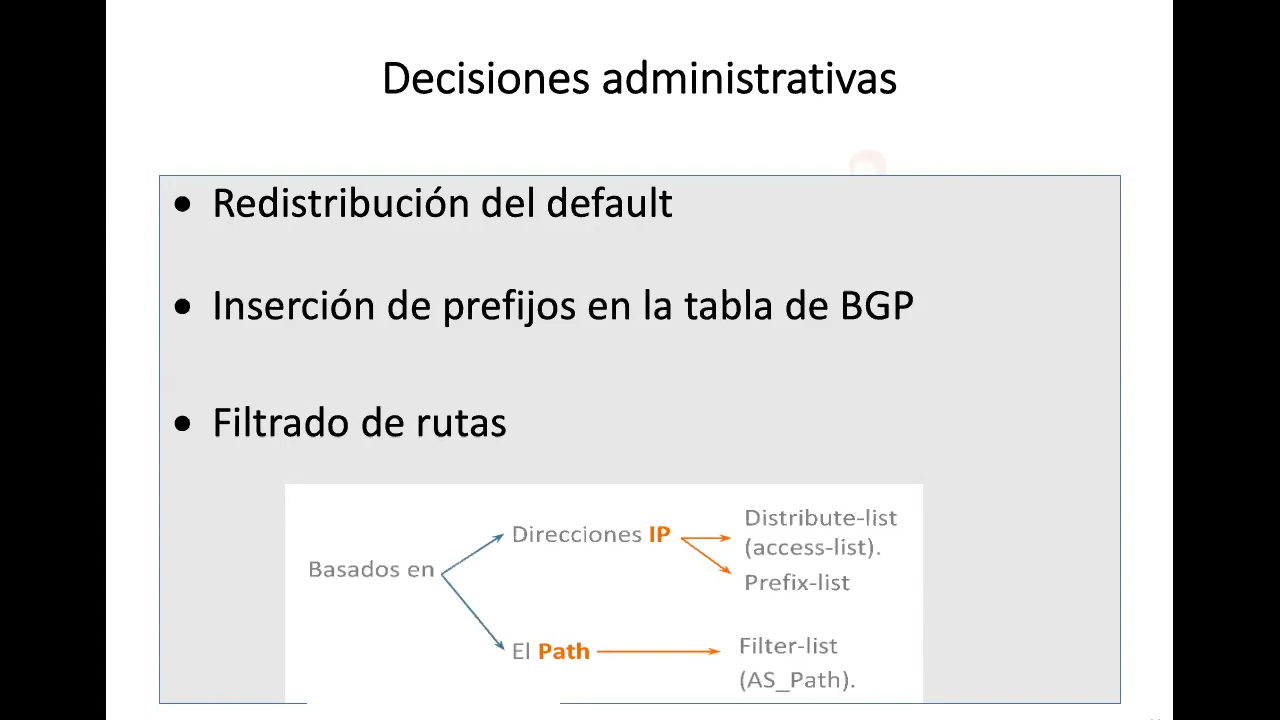 Decisiones administrativas
• Redistribución del default
• Inserción de prefijos en la tabla de BGP
• Filtrado de rutas
Basados en
Direcciones IP
Distribute-list
(access-list).
Prefix-list
El Path
Filter-list
(AS_Path).